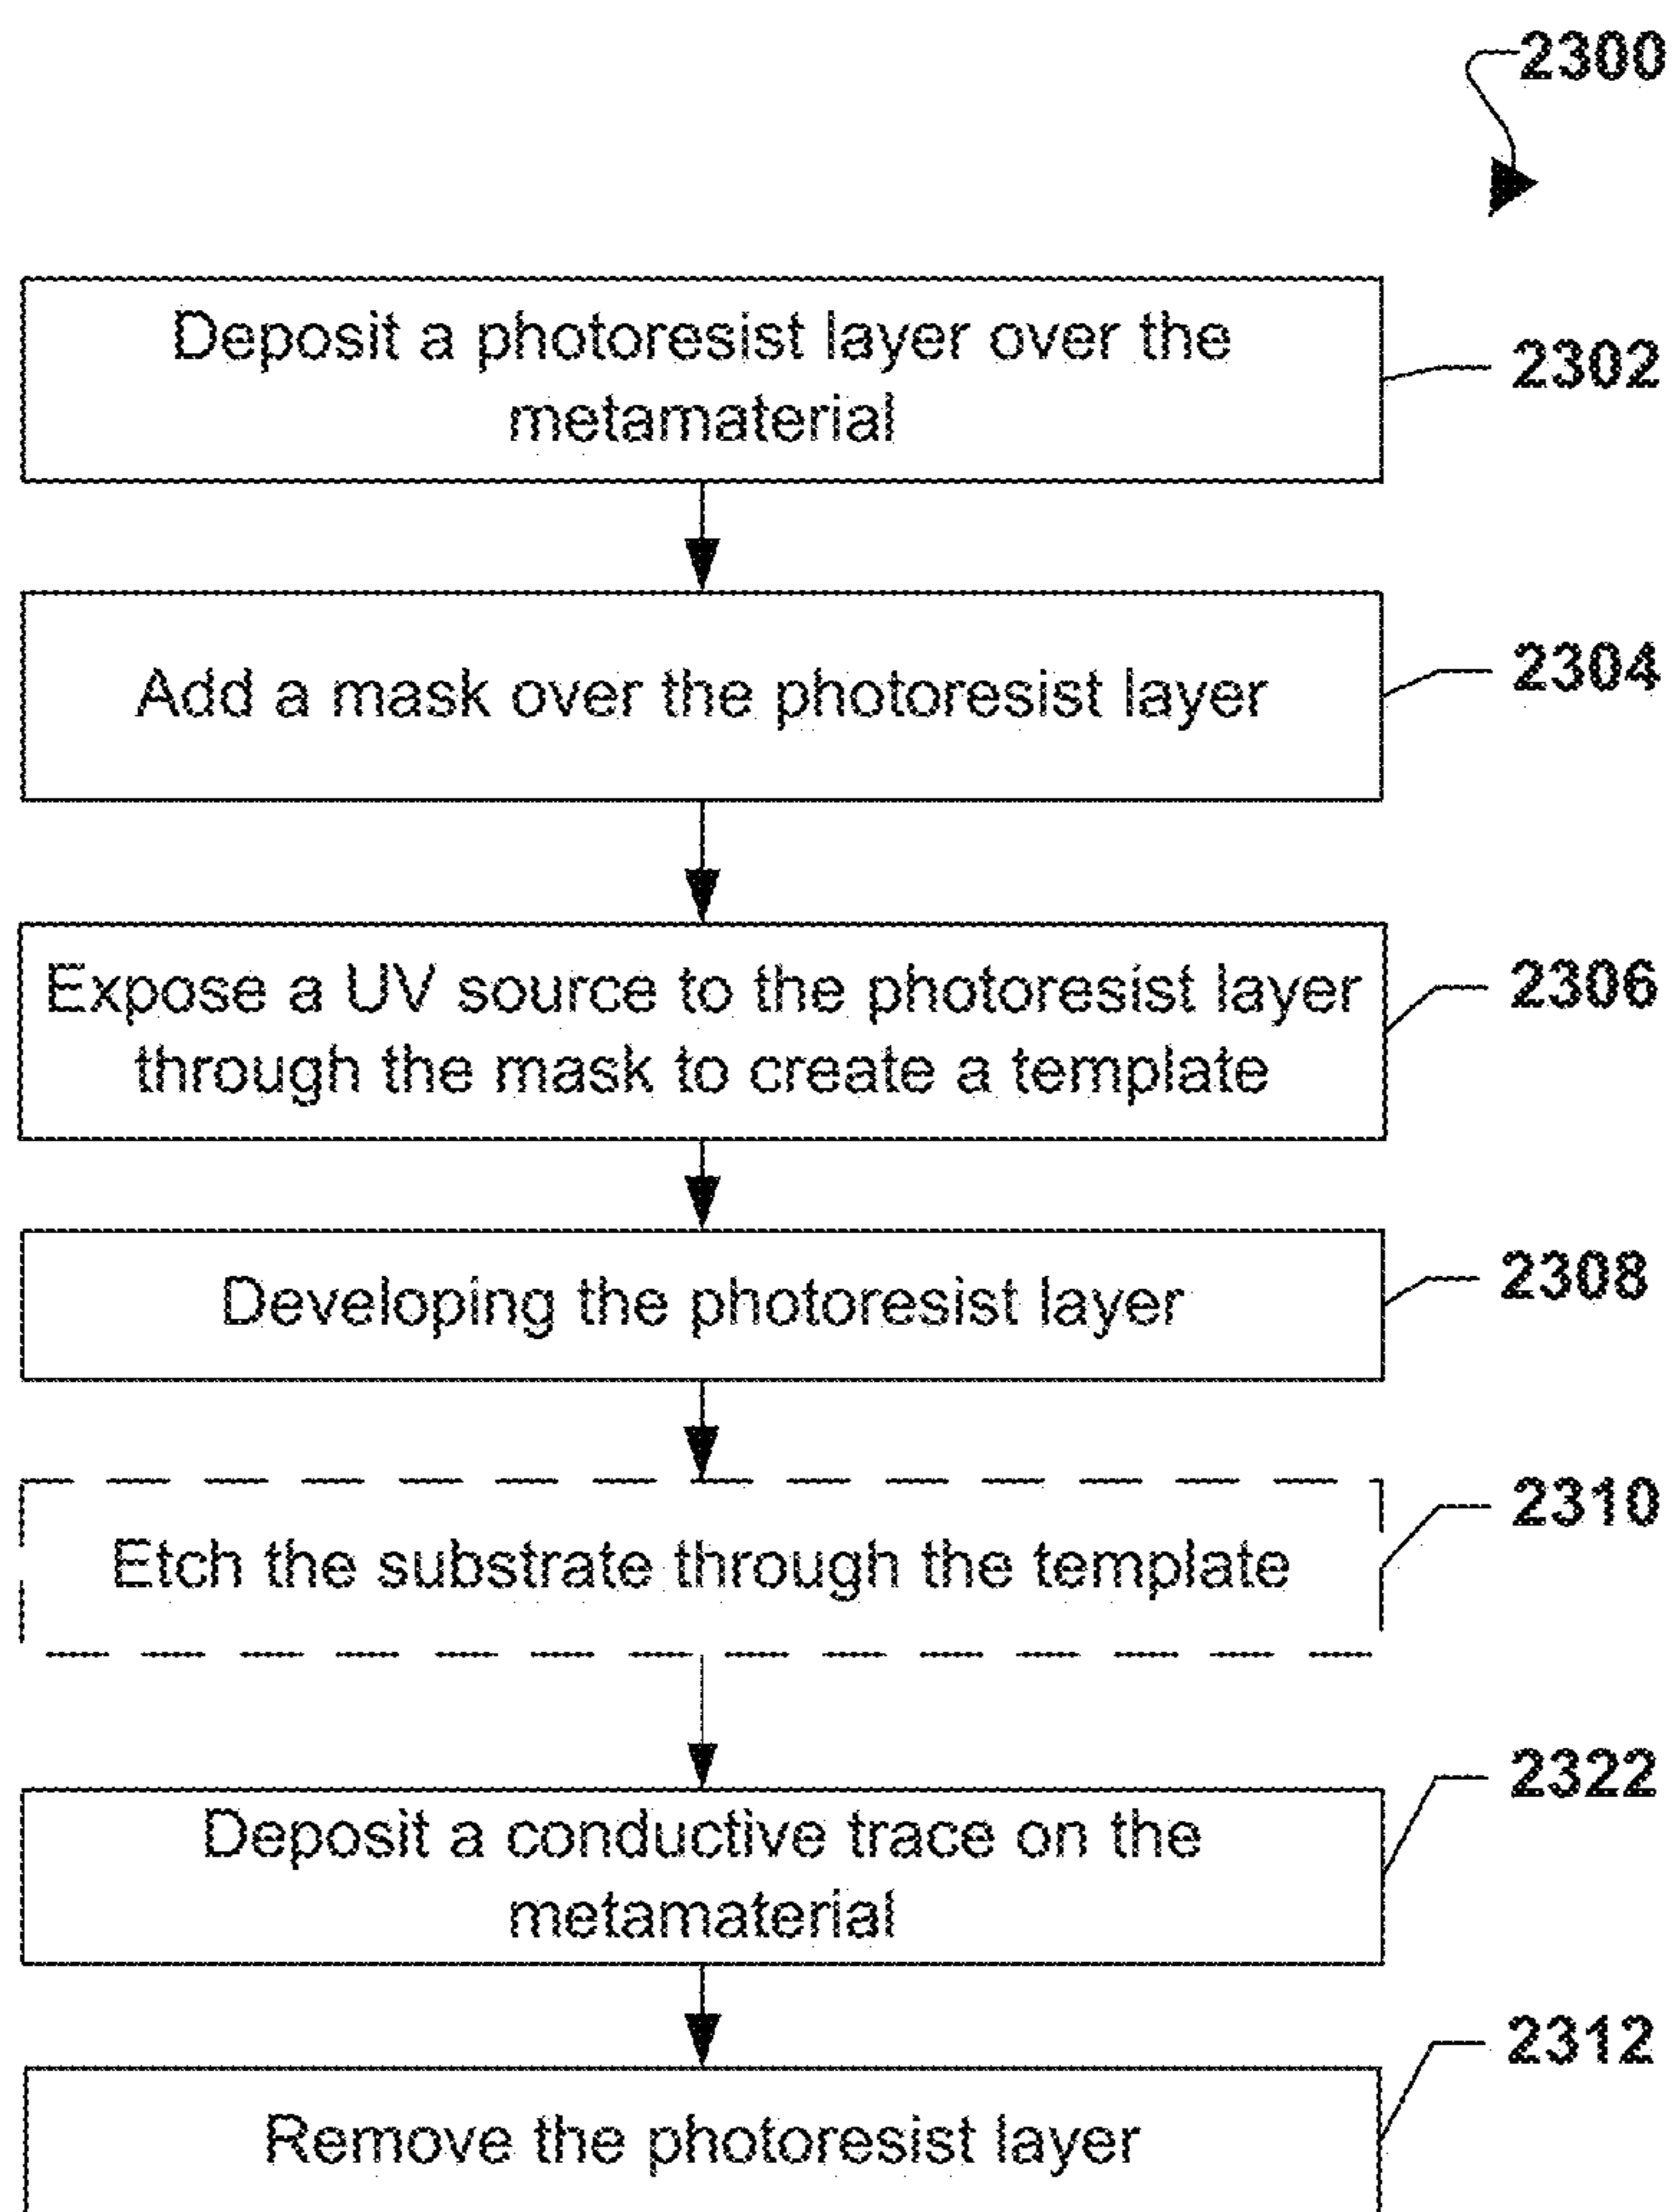 2300
Deposit a photoresist layer over the
metamaterial
2302
Add a mask over the photoresist layer
2304
Expose a UV source to the photoresist layer
through the mask to create a template
2306
Developing the photoresist layer
2308
Etch the substrate through the template
2310
Deposit a conductive trace on the
metamaterial
2322
Remove the photoresist layer
2312